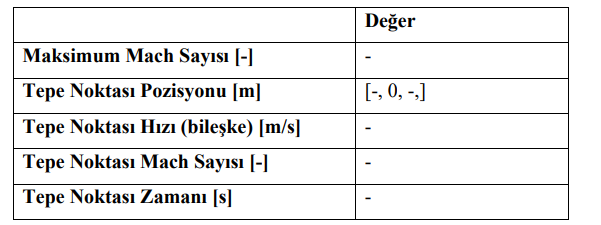 Değer
Maksimum Mach Sayısı [-] -
Tepe Noktası Pozisyonu [m] [-, 0, -,]
Tepe Noktası Hızı (bileşke) [m/s] -
Tepe Noktası Mach Sayısı [-] -
Tepe Noktası Zamanı [s] -